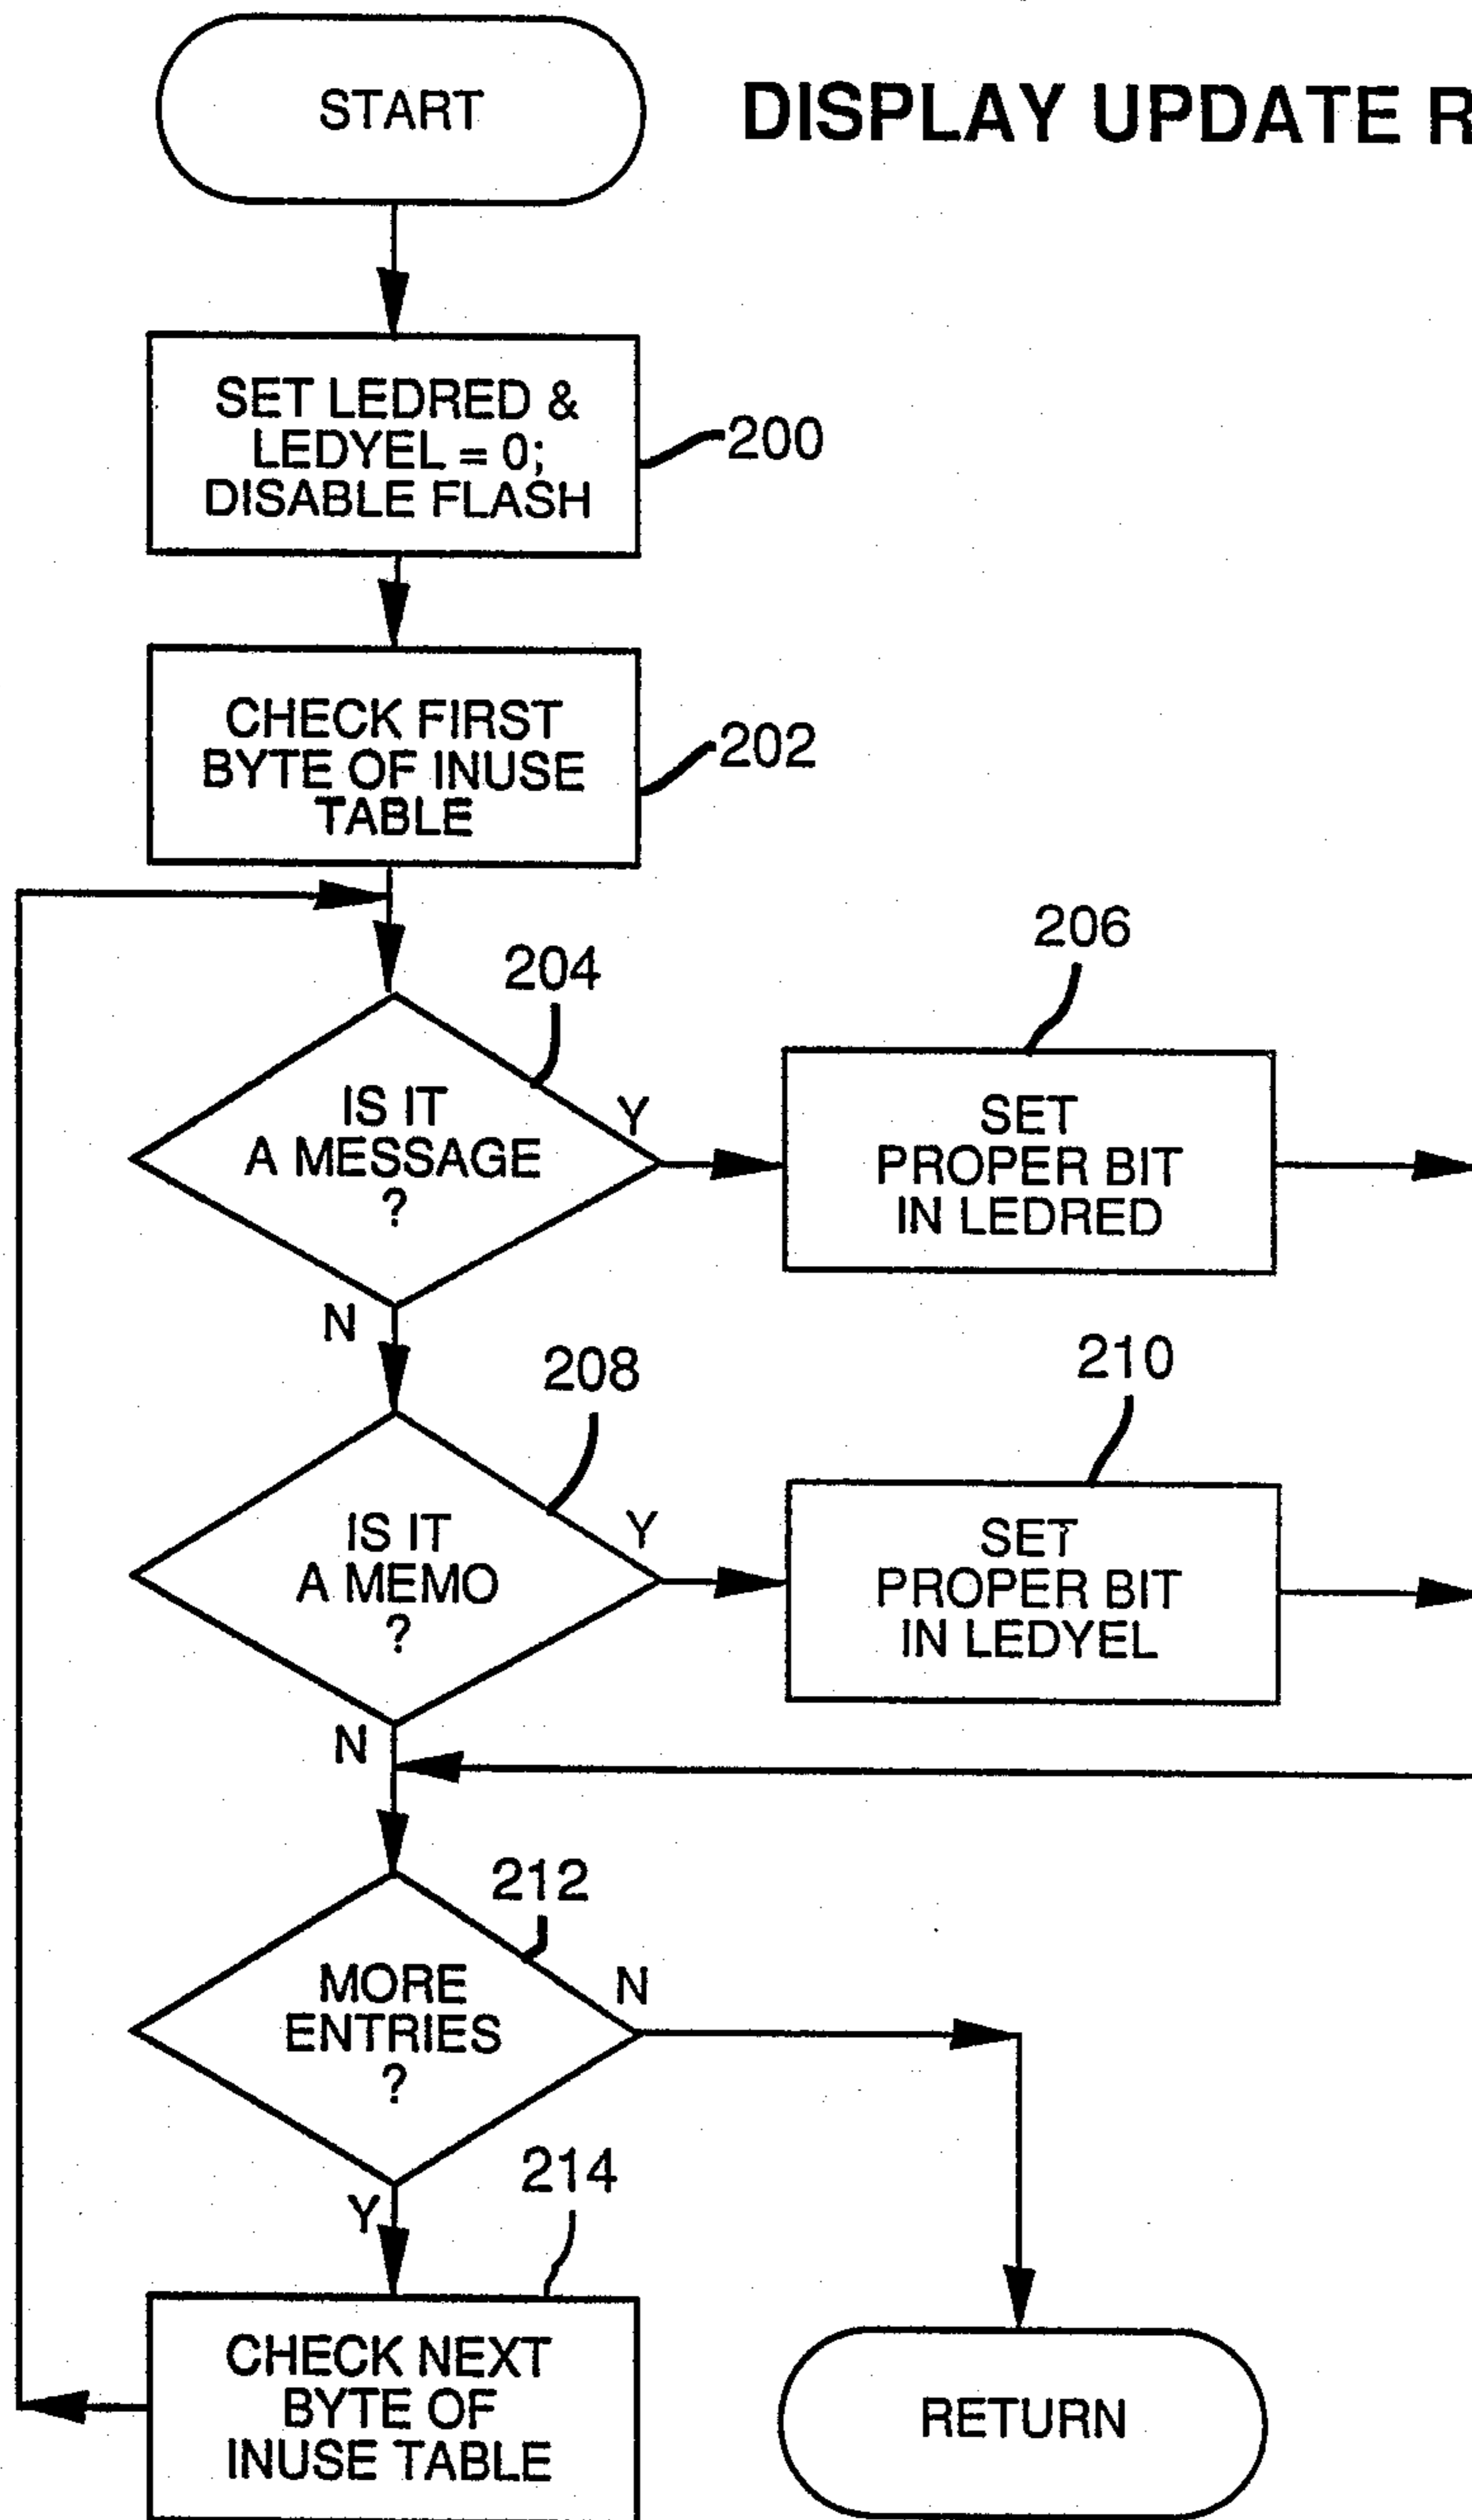 START
DISPLAY UPDATE R
SET LEDRED &
LEDYEL = 0;
DISABLE FLASH
200
CHECK FIRST
BYTE OF INUSE
TABLE
202
204
206
IS IT
A MESSAGE
?
Y
SET
PROPER BIT
IN LEDRED
N
208
210
IS IT
A MEMO
?
Y
SET
PROPER BIT
IN LEDYEL
N
212
MORE
ENTRIES
?
N
214
Y
CHECK NEXT
BYTE OF
INUSE TABLE
RETURN